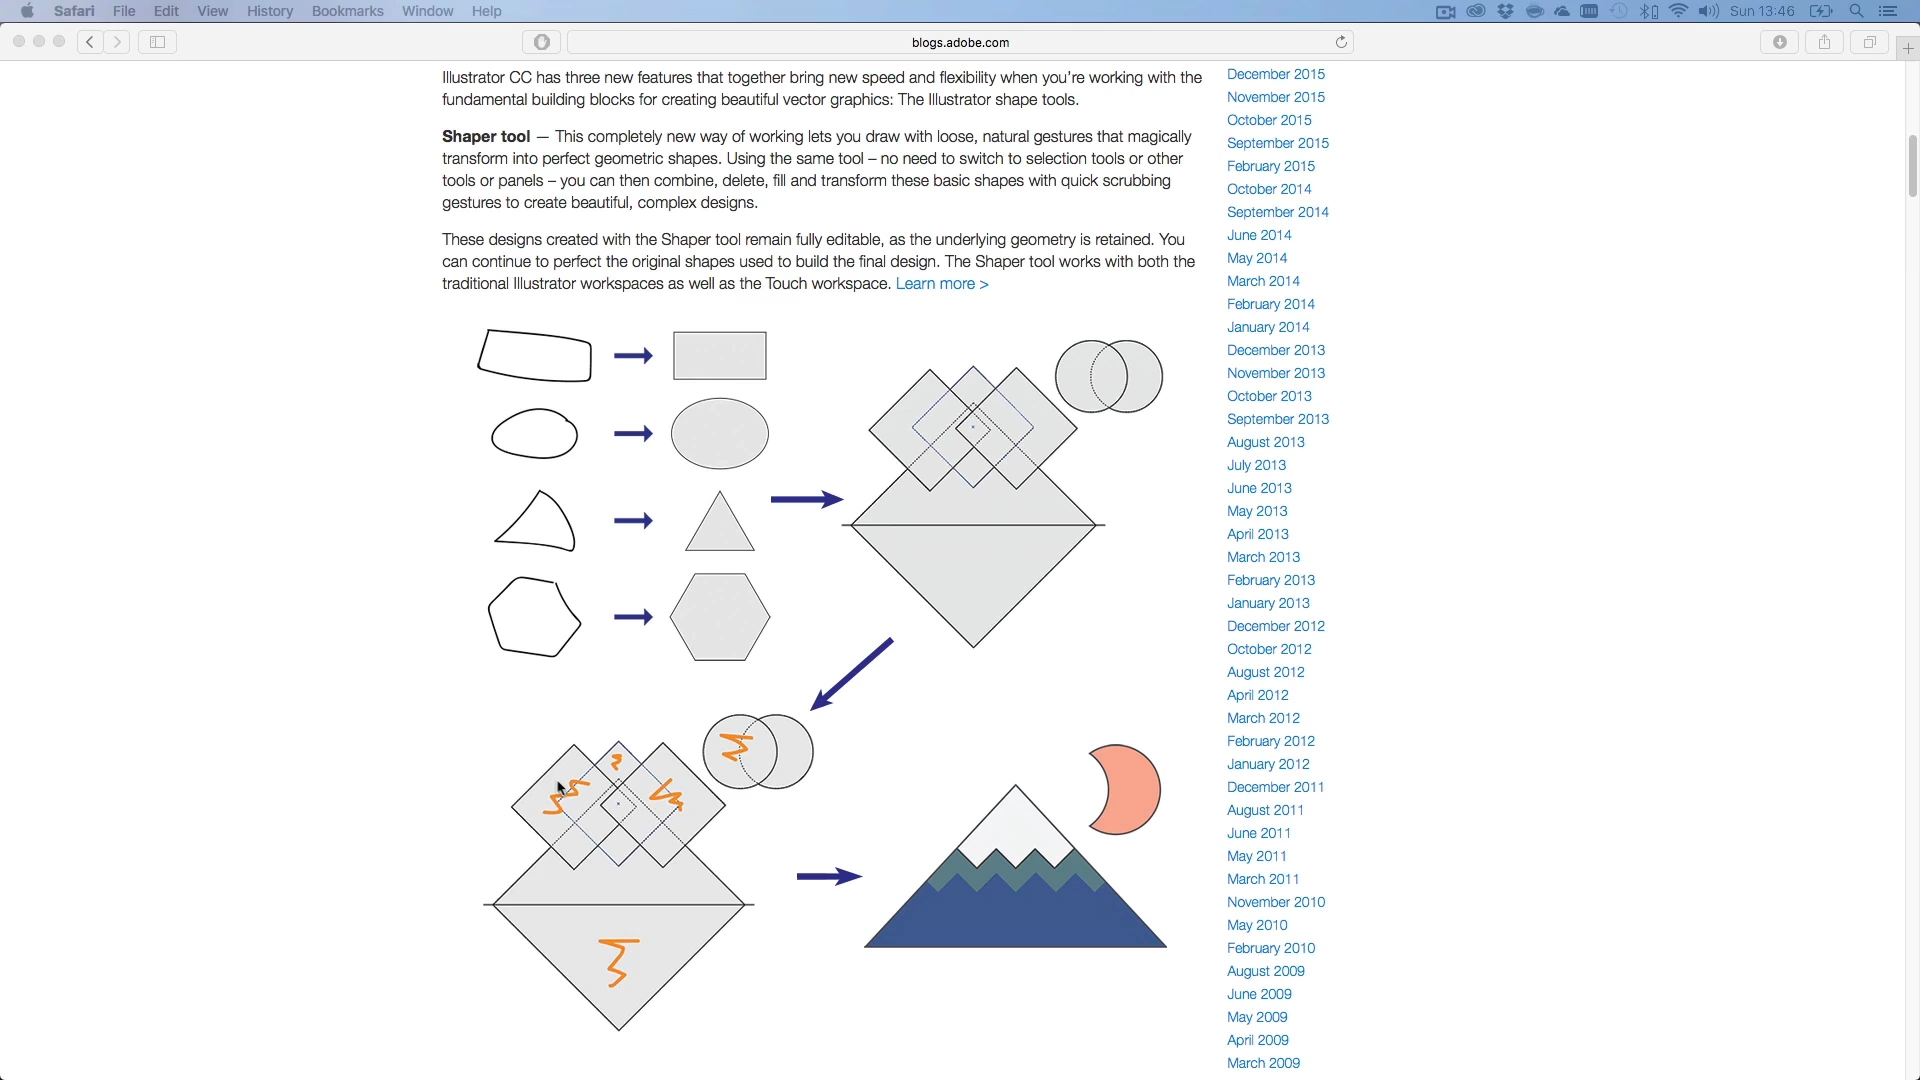 Safari File Edit View History Bookmarks Window Help
Sun 13:46
blogs.adobe.com
Illustrator CC has three new features that together bring new speed and flexibility when you're working with the
fundamental building blocks for creating beautiful vector graphics: The Illustrator shape tools.
Shaper tool — This completely new way of working lets you draw with loose, natural gestures that magically
transform into perfect geometric shapes. Using the same tool – no need to switch to selection tools or other
tools or panels – you can then combine, delete, fill and transform these basic shapes with quick scrubbing
gestures to create beautiful, complex designs.
These designs created with the Shaper tool remain fully editable, as the underlying geometry is retained. You
can continue to perfect the original shapes used to build the final design. The Shaper tool works with both the
traditional Illustrator workspaces as well as the Touch workspace. Learn more >
December 2015
November 2015
October 2015
September 2015
February 2015
October 2014
September 2014
June 2014
May 2014
March 2014
February 2014
January 2014
December 2013
November 2013
October 2013
September 2013
August 2013
July 2013
June 2013
May 2013
April 2013
March 2013
February 2013
January 2013
December 2012
October 2012
August 2012
April 2012
March 2012
February 2012
January 2012
December 2011
August 2011
June 2011
May 2011
March 2011
November 2010
May 2010
February 2010
August 2009
June 2009
May 2009
April 2009
March 2009